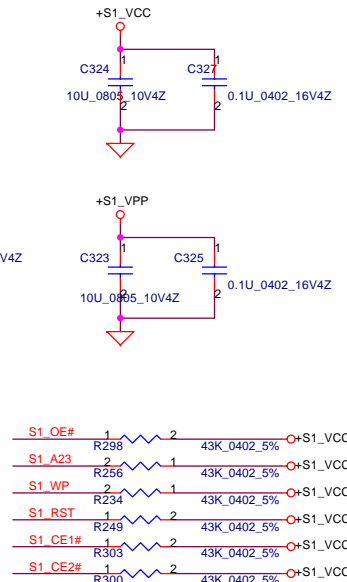 +S1_VCC
1 1
C324 C327
10U_0805_10V4Z 0.1U_0402_16V4Z
2 2
+S1_VPP
1 1
V4Z C323 C325
10U_0805_10V4Z 0.1U_0402_16V4Z
2 2
S1_OE# 1 2 +S1_VCC
R298 43K_0402_5%
S1_A23 2 1 +S1_VCC
R256 43K_0402_5%
S1_WP 2 1 +S1_VCC
R234 43K_0402_5%
S1_RST 1 2 +S1_VCC
R249 43K_0402_5%
S1_CE1# 1 2 +S1_VCC
R303 43K_0402_5%
S1_CE2# 1 2 +S1_VCC
R300 43K_0402_5%